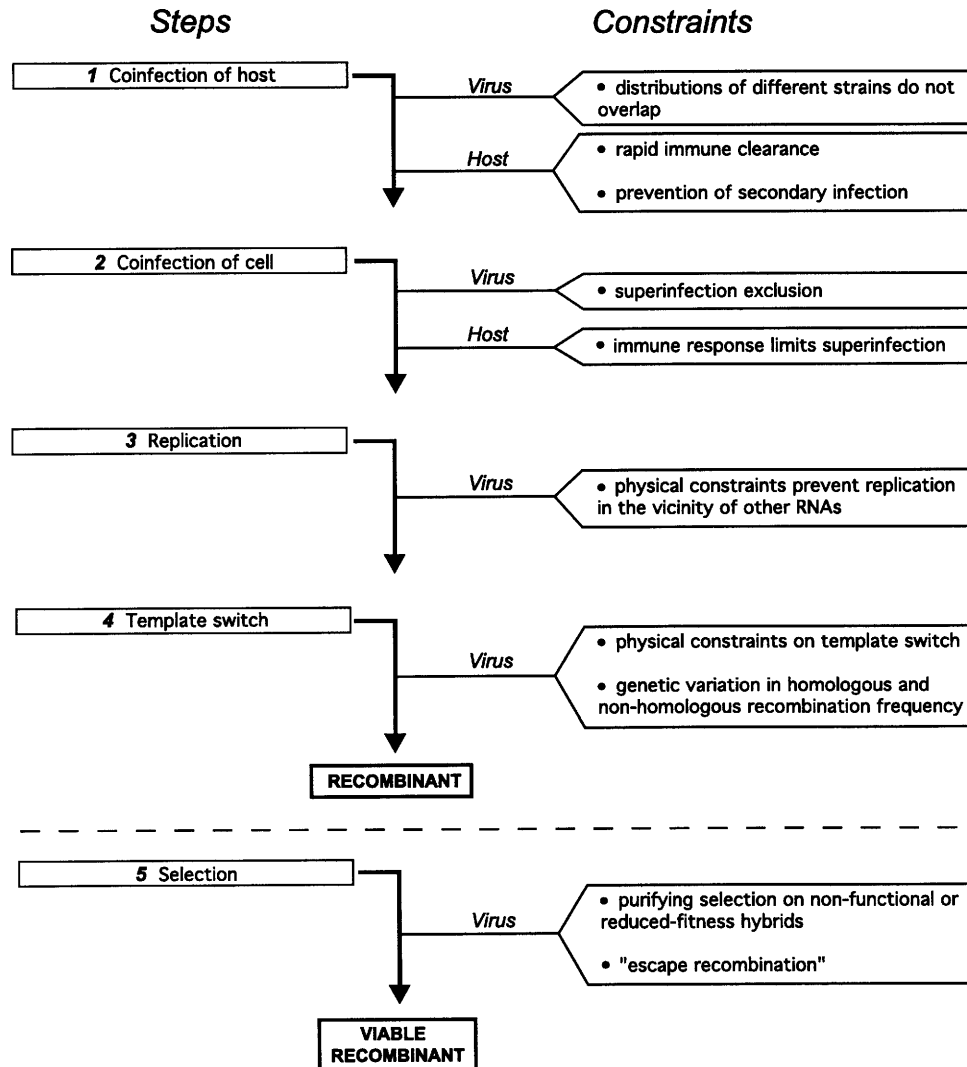 Steps
Constraints
1 Coinfection of host
Virus
• distributions of different strains do not
overlap
Host
• rapid immune clearance
• prevention of secondary infection
2 Coinfection of cell
Virus
• superinfection exclusion
Host
• immune response limits superinfection
3 Replication
Virus
• physical constraints prevent replication
in the vicinity of other RNAs
4 Template switch
Virus
• physical constraints on template switch
• genetic variation in homologous and
non-homologous recombination frequency
RECOMBINANT
5 Selection
Virus
• purifying selection on non-functional or
reduced-fitness hybrids
• "escape recombination"
VIABLE
RECOMBINANT